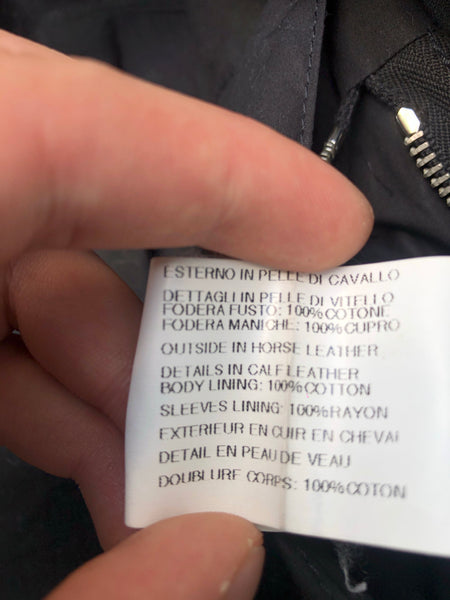 ESTERNO IN PELLE DI CAVALLO
DETTAGLI IN PELLE DI VITELLO
FODERA FUSTO: 100% COTONE
FODERA MANICHE: 100% CUPRO
OUTSIDE IN HORSE LEATHER
DETAILS IN CALF LEATHER
BODY LINING: 100% COTTON
SLEEVES LINING: 100% RAYON
EXTERIEUR EN CUIR EN CHEVAL
DETAIL EN PEAU DE VEAU
DOUBLURE CORPS: 100% COTON